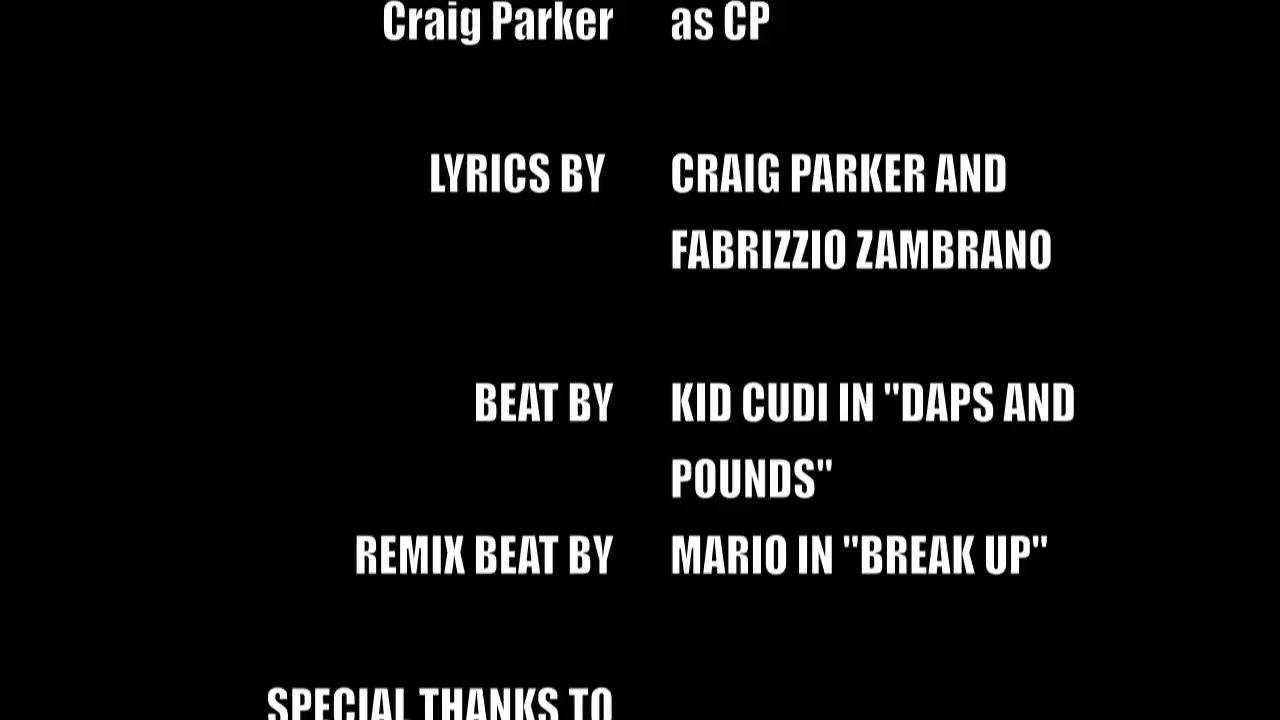 Craig Parker as CP
LYRICS BY CRAIG PARKER AND
FABRIZZIO ZAMBRANO
BEAT BY KID CUDI IN "DAPS AND
POUNDS"
REMIX BEAT BY MARIO IN "BREAK UP"
SPECIAL THANKS TO